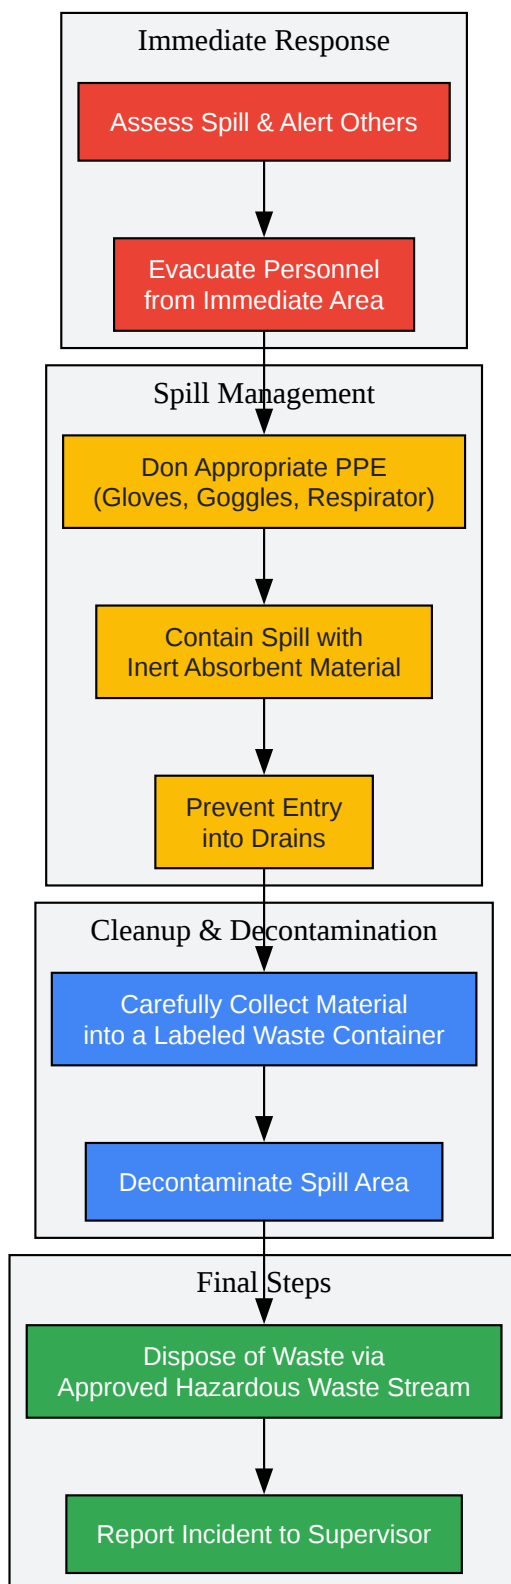 Immediate Response
Assess Spill & Alert Others
Evacuate Personnel
from Immediate Area
Spill Management
Don Appropriate PPE
(Gloves, Goggles, Respirator)
Contain Spill with
Inert Absorbent Material
Prevent Entry
into Drains
Cleanup & Decontamination
Carefully Collect Material
into a Labeled Waste Container
Decontaminate Spill Area
Final Steps
Dispose of Waste via
Approved Hazardous Waste Stream
Report Incident to Supervisor